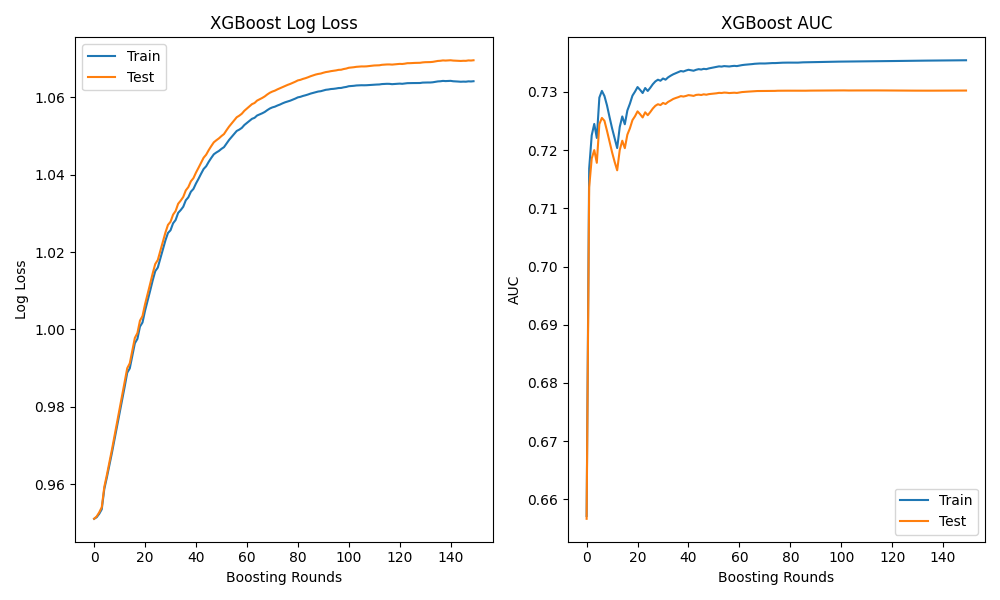 XGBoost Log Loss
Train
Test
Log Loss
1.06
1.04
1.02
1.00
0.98
0.96
0 20 40 60 80 100 120 140
Boosting Rounds
XGBoost AUC
AUC
0.73
0.72
0.71
0.70
0.69
0.68
0.67
0.66
Train
Test
0 20 40 60 80 100 120 140
Boosting Rounds